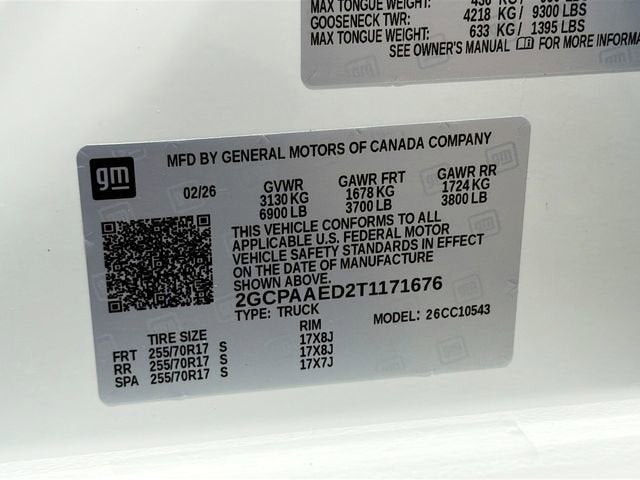 MAX TONGUE WEIGHT:
GOOSENECK TWR: 4218 KG / 9300 LBS
MAX TONGUE WEIGHT: 633 KG / 1395 LBS
SEE OWNER'S MANUAL FOR MORE INFORMA
gm
MFD BY GENERAL MOTORS OF CANADA COMPANY
02/26 GVWR GAWR FRT GAWR RR
3130 KG 1678 KG 1724 KG
6900 LB 3700 LB 3800 LB
THIS VEHICLE CONFORMS TO ALL
APPLICABLE U.S. FEDERAL MOTOR
VEHICLE SAFETY STANDARDS IN EFFECT
ON THE DATE OF MANUFACTURE
SHOWN ABOVE.
2GCPAAED2T1171676
TYPE: TRUCK MODEL: 26CC10543
TIRE SIZE RIM
FRT 255/70R17 S 17X8J
RR 255/70R17 S 17X8J
SPA 255/70R17 S 17X7J